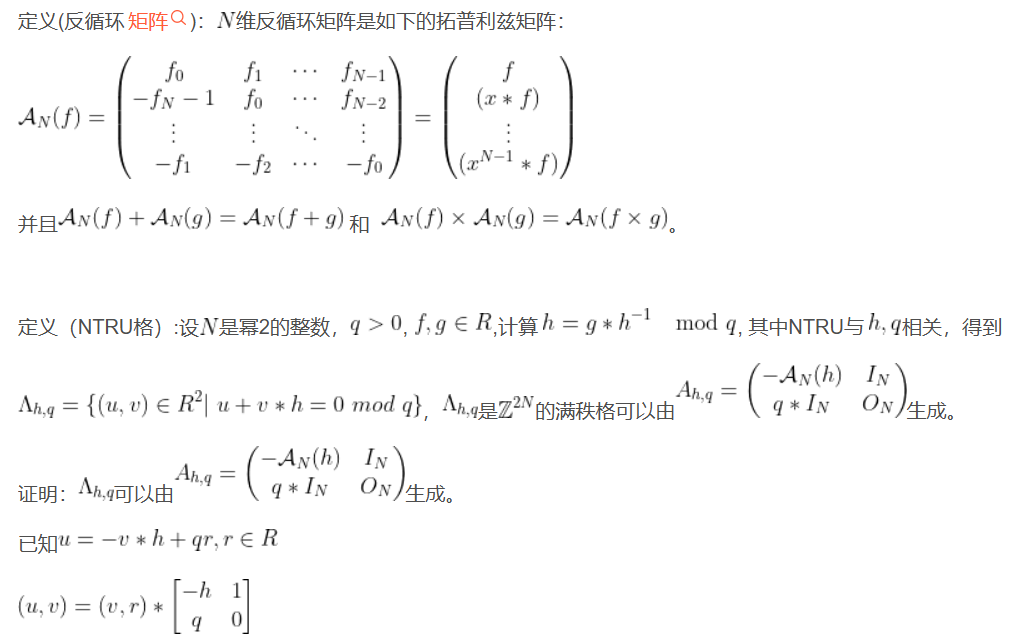 定义(反循环 矩阵)：$N$维反循环矩阵是如下的拓普利兹矩阵：
$\mathcal{A}_N(f) = \begin{pmatrix} f_0 & f_1 & \cdots & f_{N-1} \\ -f_N - 1 & f_0 & \cdots & f_{N-2} \\ \vdots & \vdots & \ddots & \vdots \\ -f_1 & -f_2 & \cdots & -f_0 \end{pmatrix} = \begin{pmatrix} f \\ (x * f) \\ \vdots \\ (x^{N-1} * f) \end{pmatrix}$
并且$\mathcal{A}_N(f) + \mathcal{A}_N(g) = \mathcal{A}_N(f + g)$ 和 $\mathcal{A}_N(f) \times \mathcal{A}_N(g) = \mathcal{A}_N(f \times g)$。
定义（NTRU格）:设$N$是幂2的整数，$q > 0$, $f, g \in R$,计算$h = g * h^{-1} \mod q$, 其中NTRU与$h, q$相关，得到
$\Lambda_{h,q} = \{(u, v) \in R^2 | \ u + v * h = 0 \ mod \ q\}$，$\Lambda_{h,q}$是$\mathbb{Z}^{2N}$的满秩格可以由$A_{h,q} = \begin{pmatrix} -\mathcal{A}_N(h) & I_N \\ q * I_N & O_N \end{pmatrix}$生成。
证明：$\Lambda_{h,q}$可以由$A_{h,q} = \begin{pmatrix} -\mathcal{A}_N(h) & I_N \\ q * I_N & O_N \end{pmatrix}$生成。
已知$u = -v * h + qr, r \in R$
$(u, v) = (v, r) * \begin{bmatrix} -h & 1 \\ q & 0 \end{bmatrix}$